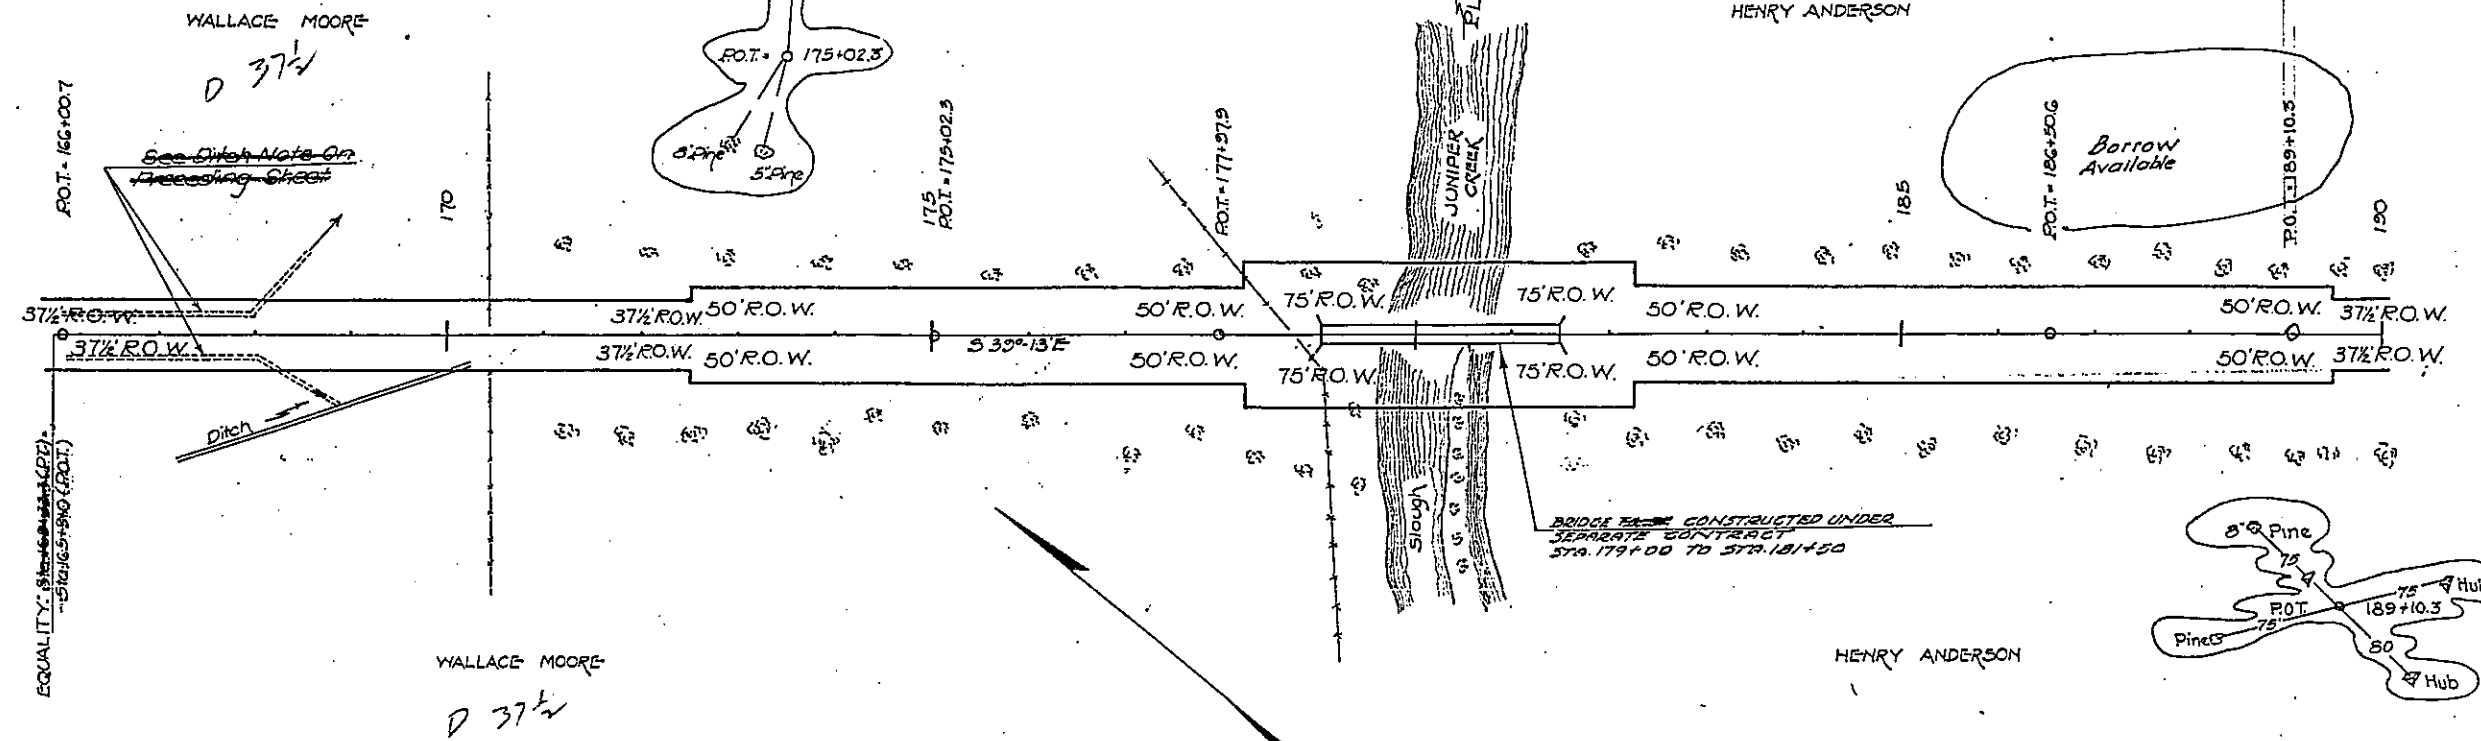 WALLACE MOORE
D 37½
P.O.T. = 166+00.7
See Ditch Note On
Preceeding Sheet
170
P.O.T. = 175+02.3
8" Pine
5" Pine
175
P.O.T. = 175+02.3
P.O.T. = 177+97.9
JUNIPER
CREEK
PL
HENRY ANDERSON
185
P.O.T. = 186+50.6
Borrow
Available
P.O.T. = 189+10.3
190
37½' R.O.W.
37½' R.O.W.
50' R.O.W.
50' R.O.W.
75' R.O.W.
75' R.O.W.
50' R.O.W.
50' R.O.W.
37½' R.O.W.
S 39°-13'E
37½' R.O.W.
37½' R.O.W.
50' R.O.W.
50' R.O.W.
75' R.O.W.
75' R.O.W.
50' R.O.W.
50' R.O.W.
37½' R.O.W.
Ditch
EQUALITY:
(P.O.T.)
Slough
BRIDGE CONSTRUCTED UNDER
SEPARATE CONTRACT
STA. 179+00 TO STA. 181+50
WALLACE MOORE
D 37½
HENRY ANDERSON
8" Pine
75
75
Hub
P.O.T. 189+10.3
75'
Pine
80
Hub